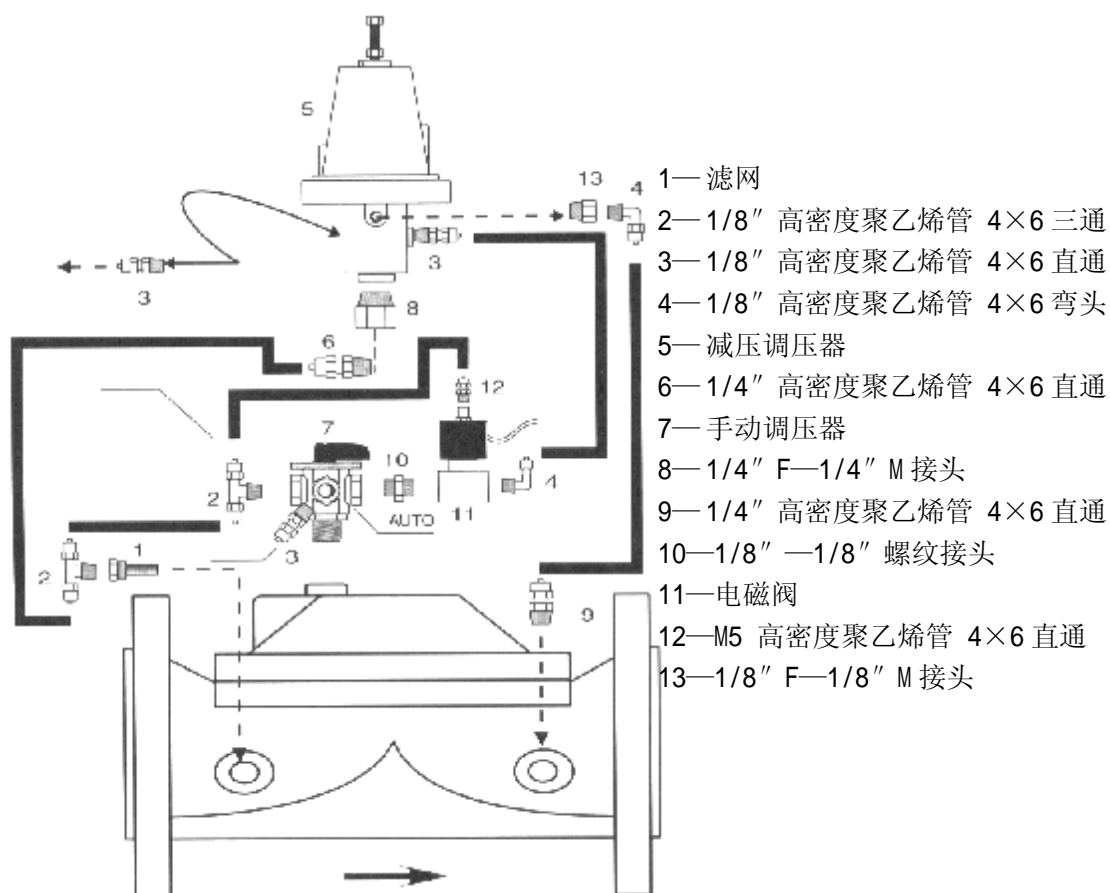 5
13
4
3
3
8
6
12
7
10
4
2
AUTO
11
3
1
2
9
1—滤网
2—1/8″ 高密度聚乙烯管 4×6 三通
3—1/8″ 高密度聚乙烯管 4×6 直通
4—1/8″ 高密度聚乙烯管 4×6 弯头
5—减压调压器
6—1/4″ 高密度聚乙烯管 4×6 直通
7—手动调压器
8—1/4″ F—1/4″ M 接头
9—1/4″ 高密度聚乙烯管 4×6 直通
10—1/8″ —1/8″ 螺纹接头
11—电磁阀
12—M5 高密度聚乙烯管 4×6 直通
13—1/8″ F—1/8″ M 接头